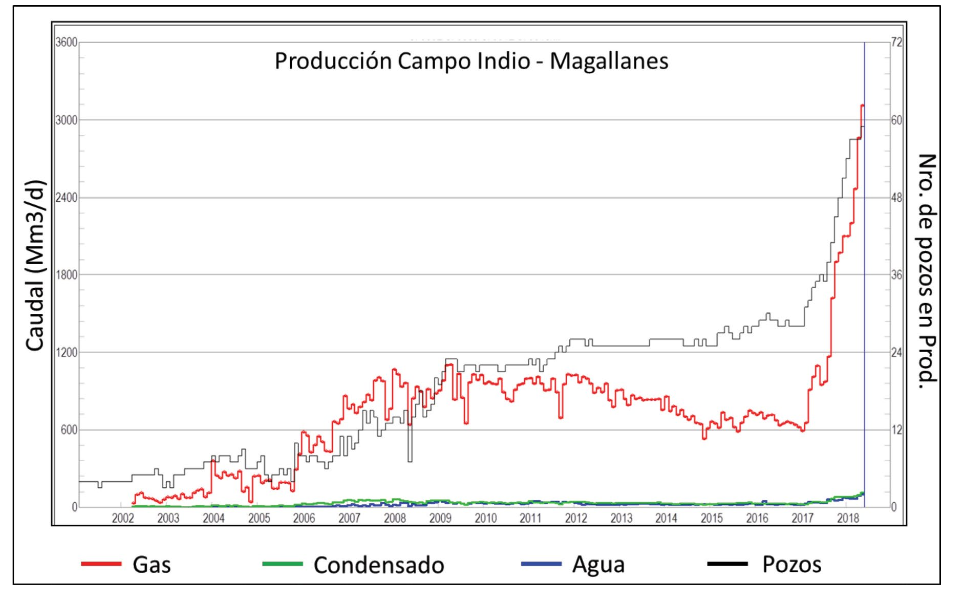 Producción Campo Indio - Magallanes
Caudal (Mm3/d)
3600
3000
2400
1800
1200
600
0
72
60
48
36
24
12
0
Nro. de pozos en Prod.
2002 2003 2004 2005 2006 2007 2008 2009 2010 2011 2012 2013 2014 2015 2016 2017 2018
Gas Condensado Agua Pozos